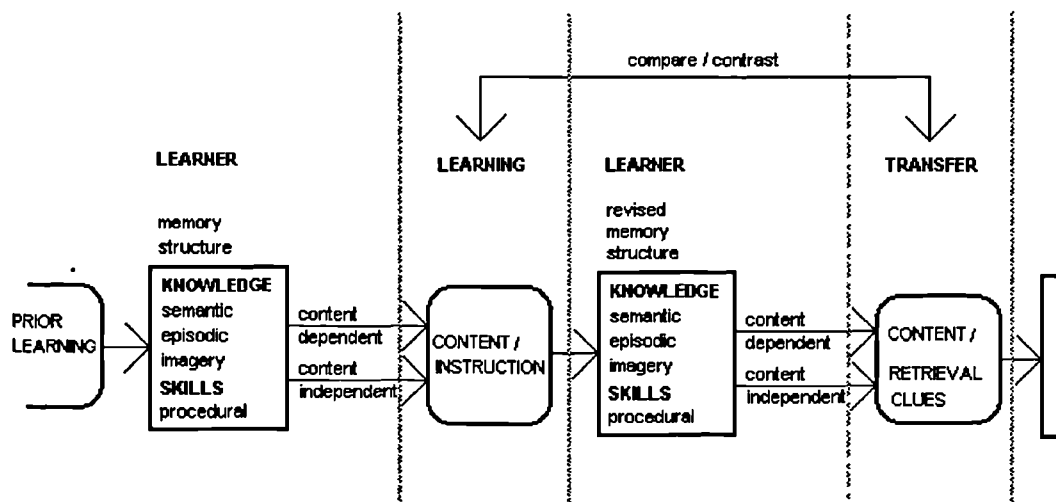 compare / contrast
LEARNER
LEARNING
LEARNER
TRANSFER
memory
structure
revised
memory
structure
PRIOR
LEARNING
KNOWLEDGE
semantic
episodic
imagery
SKILLS
procedural
content
dependent
content
independent
CONTENT /
INSTRUCTION
KNOWLEDGE
semantic
episodic
imagery
SKILLS
procedural
content
dependent
content
independent
CONTENT /
RETRIEVAL
CLUES